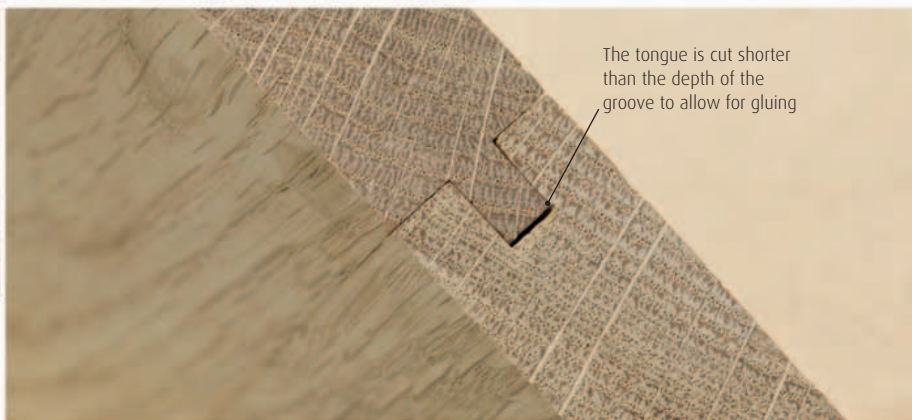 The tongue is cut shorter
than the depth of the
groove to allow for gluing